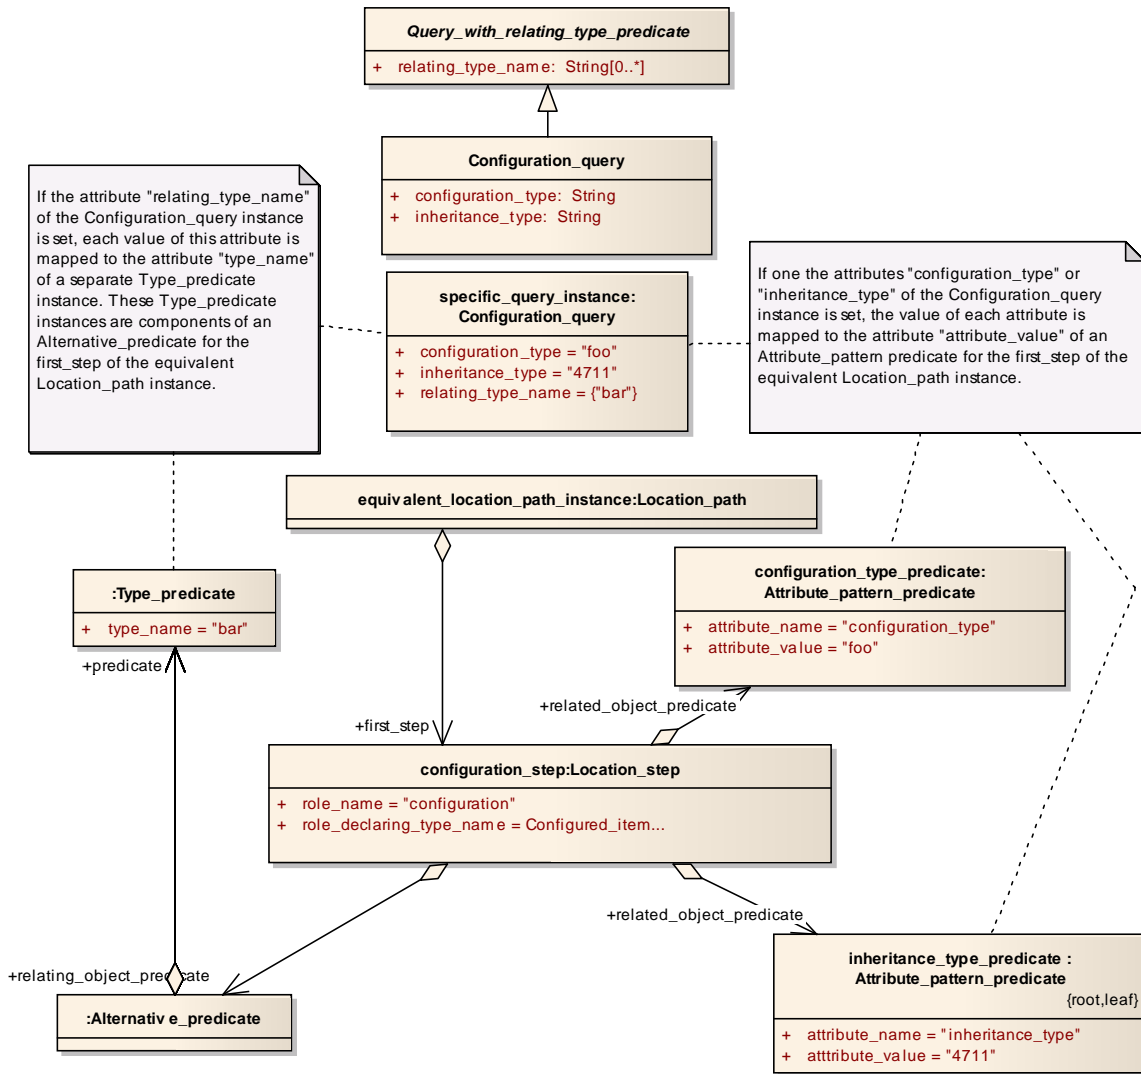 Query_with_relating_type_predicate
+ relating_type_name: String[0..*]
Configuration_query
+ configuration_type: String
+ inheritance_type: String
If the attribute "relating_type_name"
of the Configuration_query instance
is set, each value of this attribute is
mapped to the attribute "type_name"
of a separate Type_predicate
instance. These Type_predicate
instances are components of an
Alternative_predicate for the
first_step of the equivalent
Location_path instance.
specific_query_instance:
Configuration_query
+ configuration_type = "foo"
+ inheritance_type = "4711"
+ relating_type_name = {"bar"}
If one the attributes "configuration_type" or
"inheritance_type" of the Configuration_query
instance is set, the value of each attribute is
mapped to the attribute "attribute_value" of an
Attribute_pattern predicate for the first_step of the
equivalent Location_path instance.
equivalent_location_path_instance:Location_path
:Type_predicate
+ type_name = "bar"
+predicate
configuration_type_predicate:
Attribute_pattern_predicate
+ attribute_name = "configuration_type"
+ attribute_value = "foo"
+related_object_predicate
+first_step
configuration_step:Location_step
+ role_name = "configuration"
+ role_declaring_type_name = Configured_item...
+related_object_predicate
+relating_object_predicate
:Alternativ e_predicate
inheritance_type_predicate :
Attribute_pattern_predicate
{root,leaf}
+ attribute_name = "inheritance_type"
+ atttribute_value = "4711"